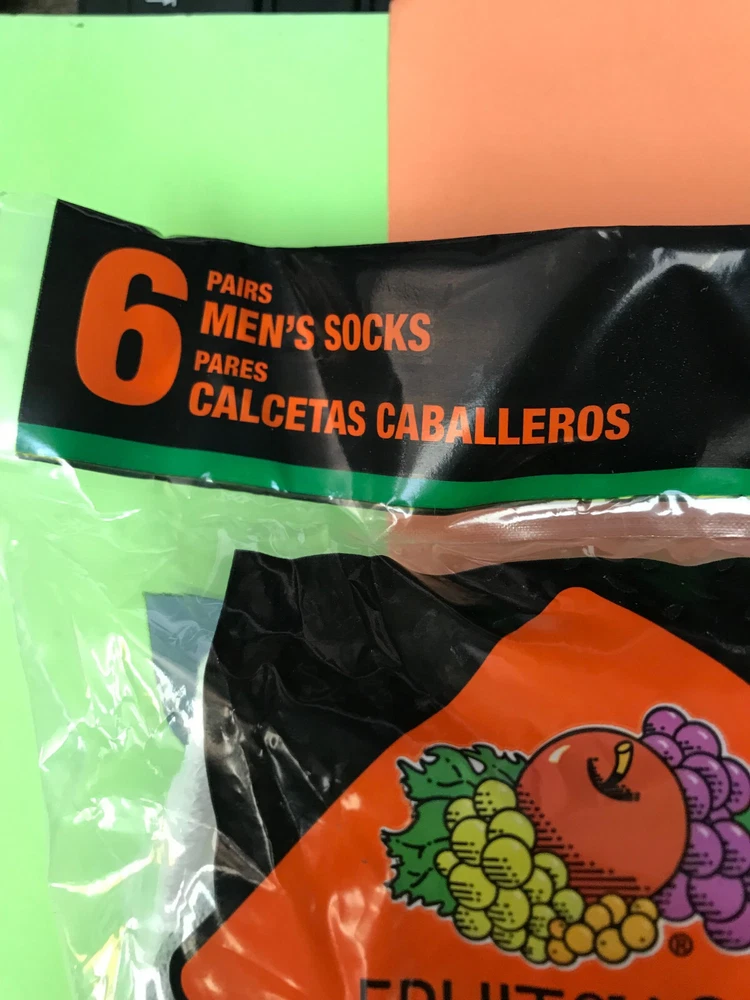 6
PAIRS
MEN'S SOCKS
PARES
CALCETAS CABALLEROS
®